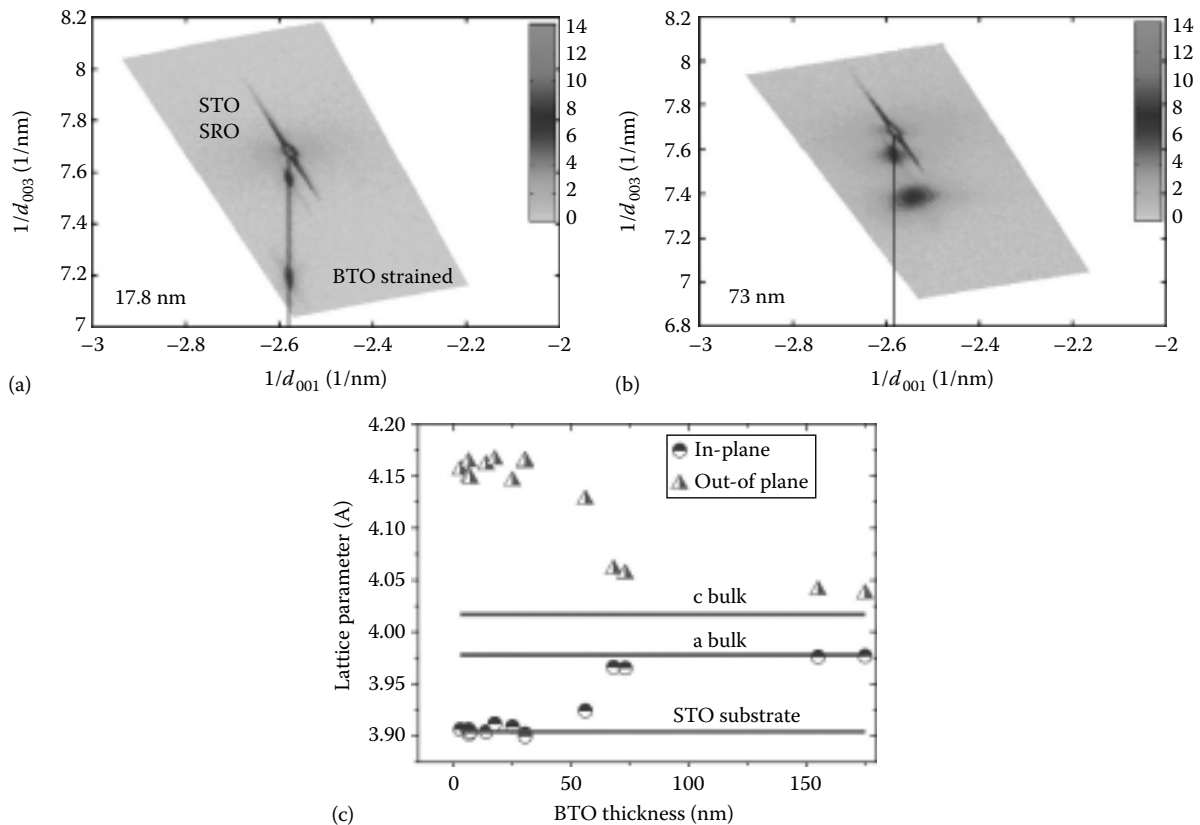 8.2
8
7.8
7.6
7.4
7.2
7
1/d003 (1/nm)
STO
SRO
BTO strained
17.8 nm
14
12
10
8
6
4
2
0
−3
−2.8
−2.6
−2.4
−2.2
−2
1/d001 (1/nm)
(a)
8.2
8
7.8
7.6
7.4
7.2
7
6.8
1/d003 (1/nm)
73 nm
14
12
10
8
6
4
2
0
−3
−2.8
−2.6
−2.4
−2.2
−2
1/d001 (1/nm)
(b)
4.20
4.15
4.10
4.05
4.00
3.95
3.90
Lattice parameter (A)
In-plane
Out-of plane
c bulk
a bulk
STO substrate
0
50
100
150
BTO thickness (nm)
(c)